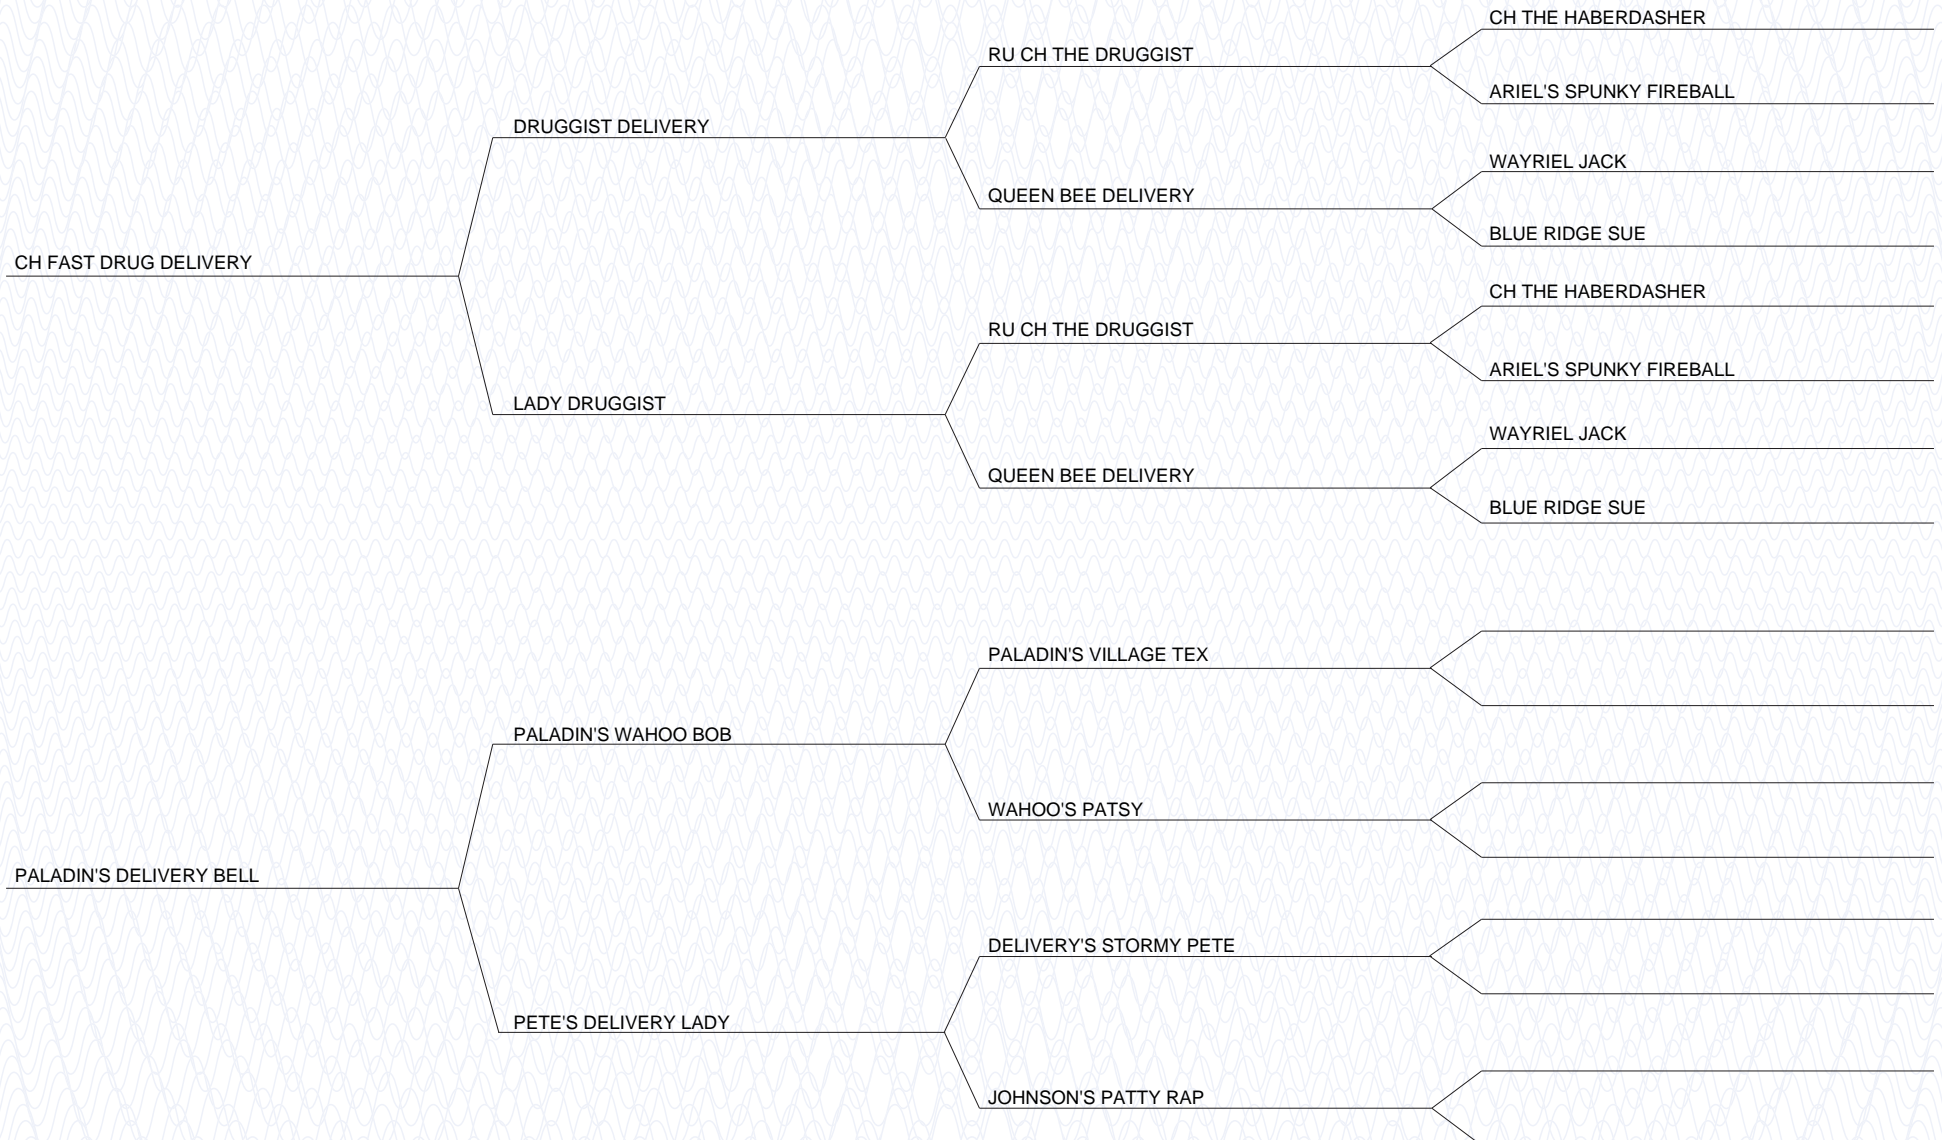 CH THE HABERDASHER
RU CH THE DRUGGIST
ARIEL'S SPUNKY FIREBALL
DRUGGIST DELIVERY
WAYRIEL JACK
QUEEN BEE DELIVERY
BLUE RIDGE SUE
CH FAST DRUG DELIVERY
CH THE HABERDASHER
RU CH THE DRUGGIST
ARIEL'S SPUNKY FIREBALL
LADY DRUGGIST
WAYRIEL JACK
QUEEN BEE DELIVERY
BLUE RIDGE SUE
PALADIN'S VILLAGE TEX
PALADIN'S WAHOO BOB
WAHOO'S PATSY
PALADIN'S DELIVERY BELL
DELIVERY'S STORMY PETE
PETE'S DELIVERY LADY
JOHNSON'S PATTY RAP